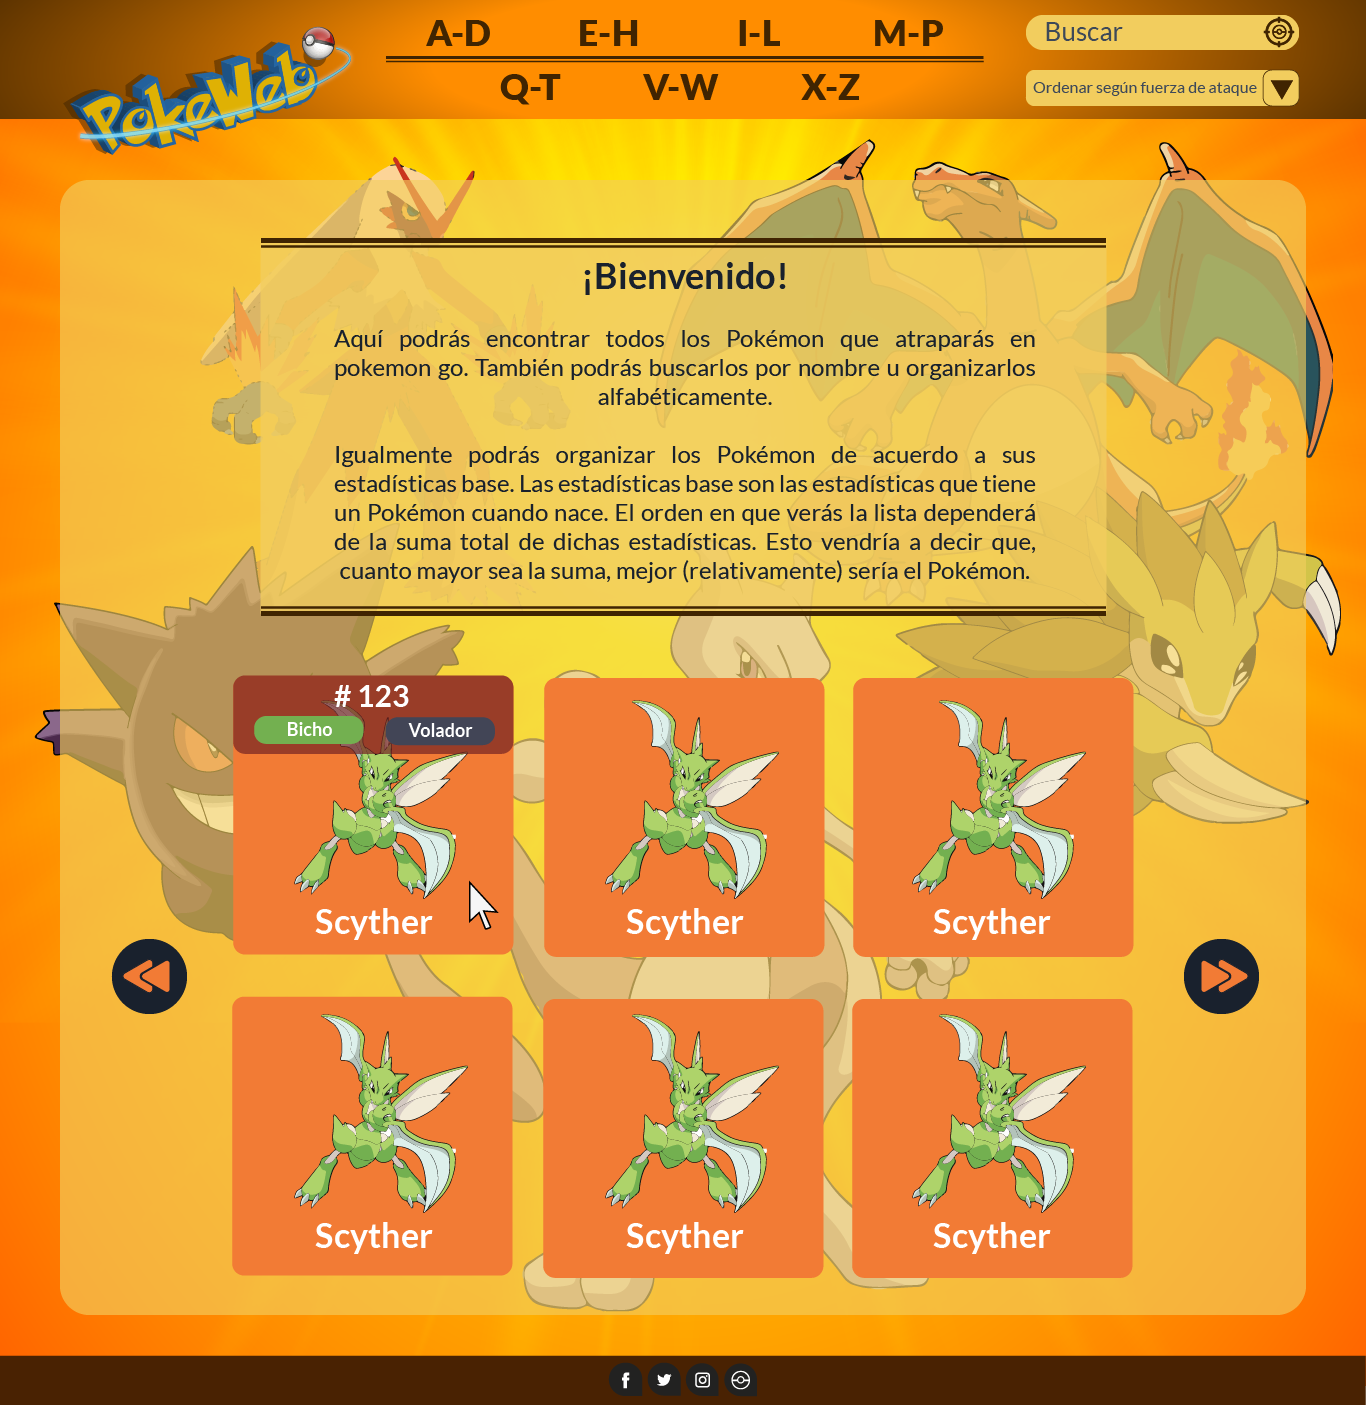 PokeWeb
A-D E-H I-L M-P
Q-T V-W X-Z
Buscar
Ordenar según fuerza de ataque
¡Bienvenido!
Aquí podrás encontrar todos los Pokémon que atraparás en
pokemon go. También podrás buscarlos por nombre u organizarlos
alfabéticamente.
Igualmente podrás organizar los Pokémon de acuerdo a sus
estadísticas base. Las estadísticas base son las estadísticas que tiene
un Pokémon cuando nace. El orden en que verás la lista dependerá
de la suma total de dichas estadísticas. Esto vendría a decir que,
cuanto mayor sea la suma, mejor (relativamente) sería el Pokémon.
# 123
Bicho Volador
Scyther Scyther Scyther
Scyther Scyther Scyther